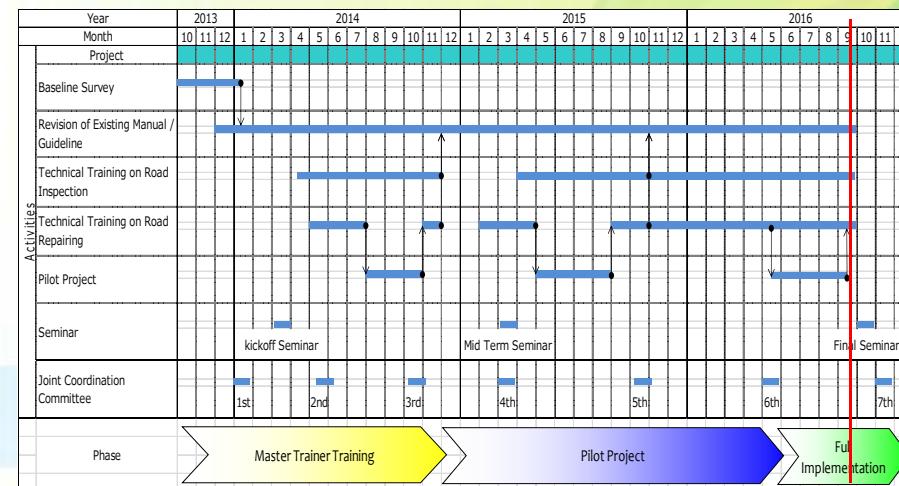 Year 2013 2014 2015 2016
Month 10 11 12 1 2 3 4 5 6 7 8 9 10 11 12 1 2 3 4 5 6 7 8 9 10 11 12 1 2 3 4 5 6 7 8 9 10 11
Project
Activities
Baseline Survey
Revision of Existing Manual /
Guideline
Technical Training on Road
Inspection
Technical Training on Road
Repairing
Pilot Project
Seminar
kickoff Seminar Mid Term Seminar Final Seminar
Joint Coordination
Committee
1st 2nd 3rd 4th 5th 6th 7th
Phase
Master Trainer Training
Pilot Project
Full
Implementation